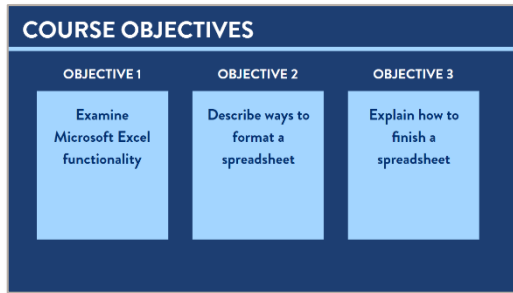 COURSE OBJECTIVES
OBJECTIVE 1
Examine
Microsoft Excel
functionality
OBJECTIVE 2
Describe ways to
format a
spreadsheet
OBJECTIVE 3
Explain how to
finish a
spreadsheet